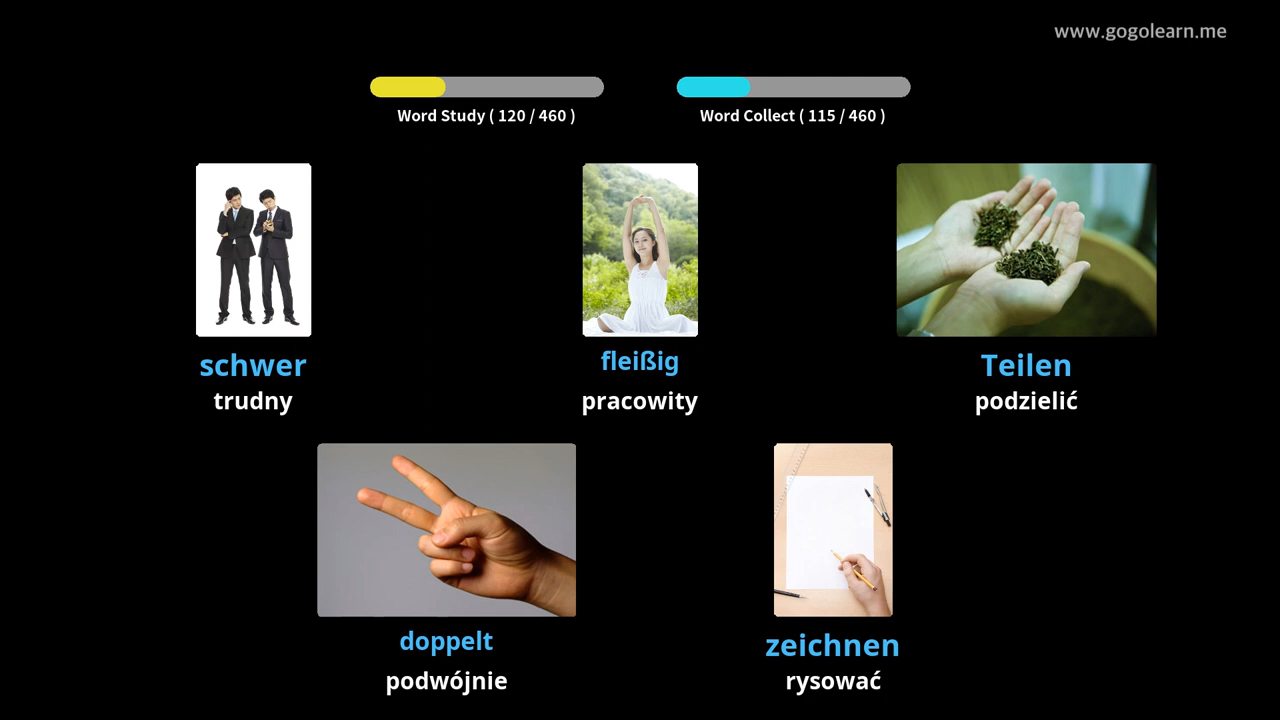 www.gogolearn.me
Word Study ( 120 / 460 )
Word Collect ( 115 / 460 )
schwer
trudny
fleißig
pracowity
Teilen
podzielić
doppelt
podwójnie
zeichnen
rysować